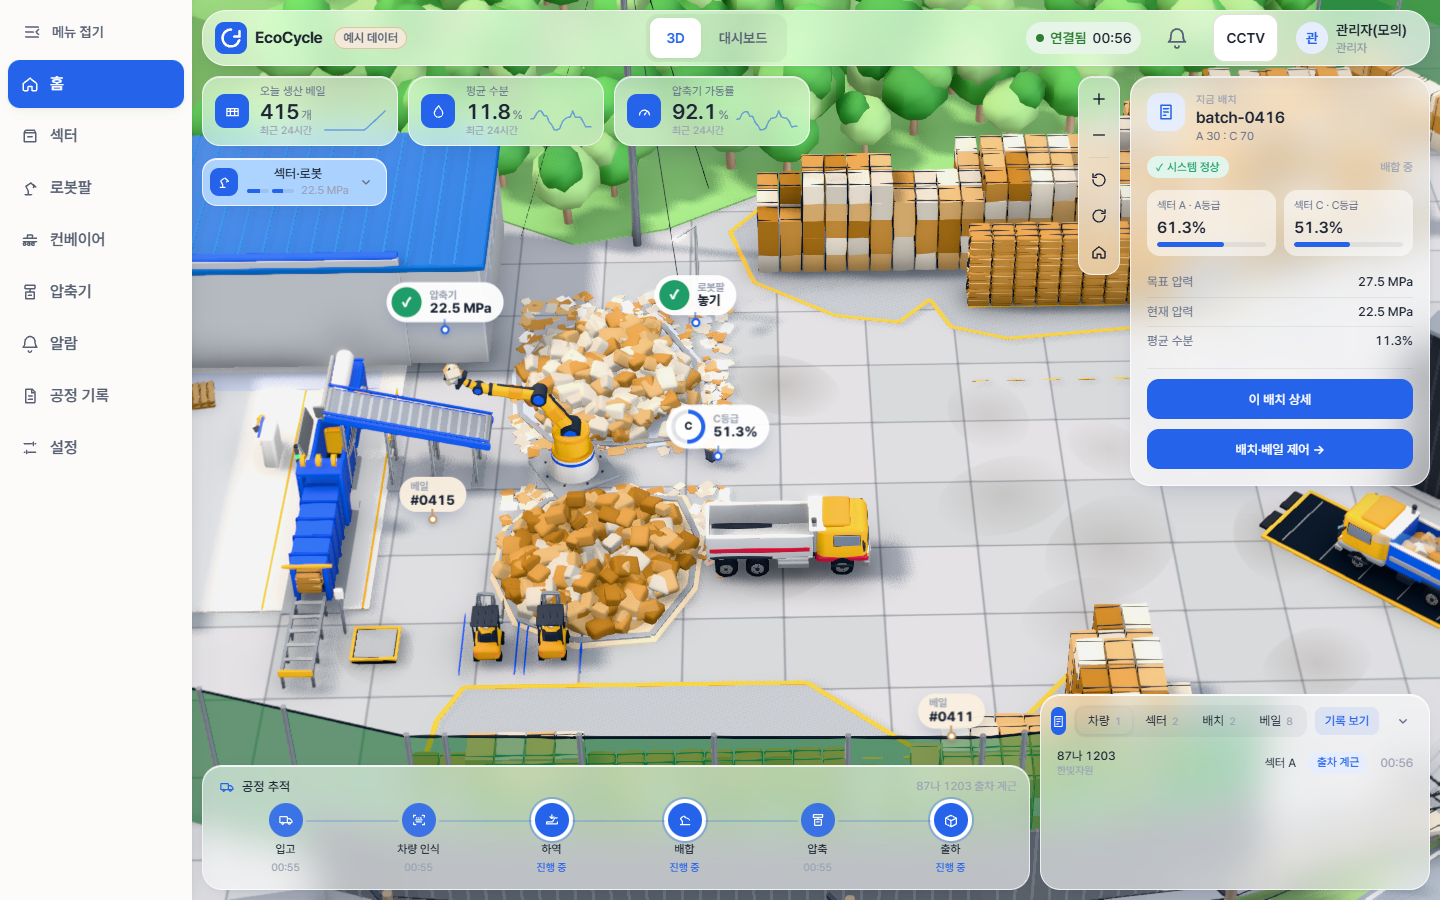 메뉴 접기
홈
섹터
로봇팔
컨베이어
압축기
알람
공정 기록
설정
EcoCycle
예시 데이터
3D
대시보드
연결됨 00:56
CCTV
관
관리자(모의)
관리자
오늘 생산 베일
415개
최근 24시간
평균 수분
11.8%
최근 24시간
압축기 가동률
92.1%
최근 24시간
섹터·로봇
22.5 MPa
압축기
22.5 MPa
로봇팔
놓기
C
C등급
51.3%
베일
#0415
베일
#0411
지금 배치
batch-0416
A 30 : C 70
✓ 시스템 정상
배합 중
섹터 A · A등급
61.3%
섹터 C · C등급
51.3%
목표 압력 27.5 MPa
현재 압력 22.5 MPa
평균 수분 11.3%
이 배치 상세
배치·베일 제어 →
공정 추적
87나 1203 출차 계근
입고
00:55
차량 인식
00:55
하역
진행 중
배합
진행 중
압축
00:55
출하
진행 중
차량 1
섹터 2
배치 2
베일 8
기록 보기
87나 1203
한빛자원
섹터 A
출차 계근
00:56